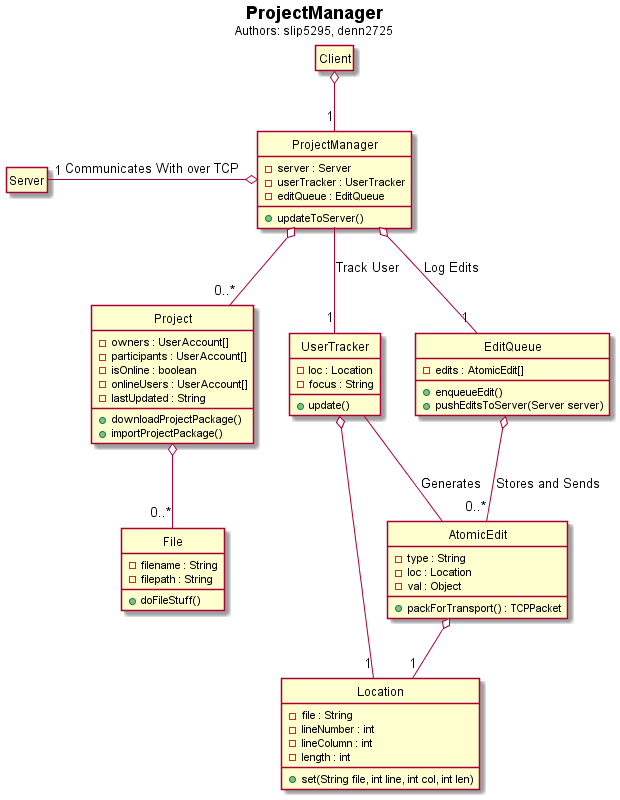 ProjectManager
Authors: slip5295, denn2725
Client
1
ProjectManager
server : Server
userTracker : UserTracker
editQueue : EditQueue
updateToServer()
Server
1 Communicates With over TCP
Track User
Log Edits
0..*
1
1
Project
owners : UserAccount[]
participants : UserAccount[]
isOnline : boolean
onlineUsers : UserAccount[]
lastUpdated : String
downloadProjectPackage()
importProjectPackage()
UserTracker
loc : Location
focus : String
update()
EditQueue
edits : AtomicEdit[]
enqueueEdit()
pushEditsToServer(Server server)
Generates
Stores and Sends
0..*
0..*
File
filename : String
filepath : String
doFileStuff()
AtomicEdit
type : String
loc : Location
val : Object
packForTransport() : TCPPacket
1
1
Location
file : String
lineNumber : int
lineColumn : int
length : int
set(String file, int line, int col, int len)